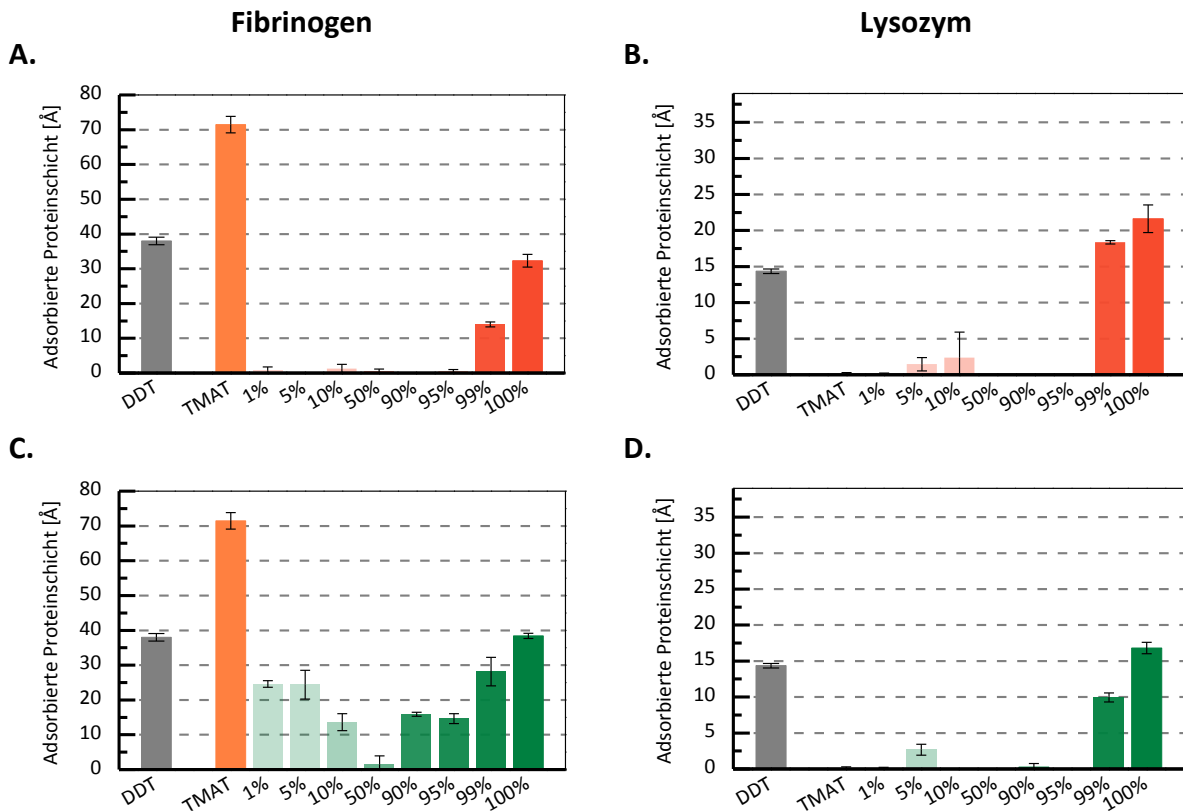 Fibrinogen
Lysozym
A.
Adsorbierte Proteinschicht [Å]
80
70
60
50
40
30
20
10
0
DDT TMAT 1% 5% 10% 50% 90% 95% 99% 100%
B.
Adsorbierte Proteinschicht [Å]
35
30
25
20
15
10
5
0
DDT TMAT 1% 5% 10% 50% 90% 95% 99% 100%
C.
Adsorbierte Proteinschicht [Å]
80
70
60
50
40
30
20
10
0
DDT TMAT 1% 5% 10% 50% 90% 95% 99% 100%
D.
Adsorbierte Proteinschicht [Å]
35
30
25
20
15
10
5
0
DDT TMAT 1% 5% 10% 50% 90% 95% 99% 100%